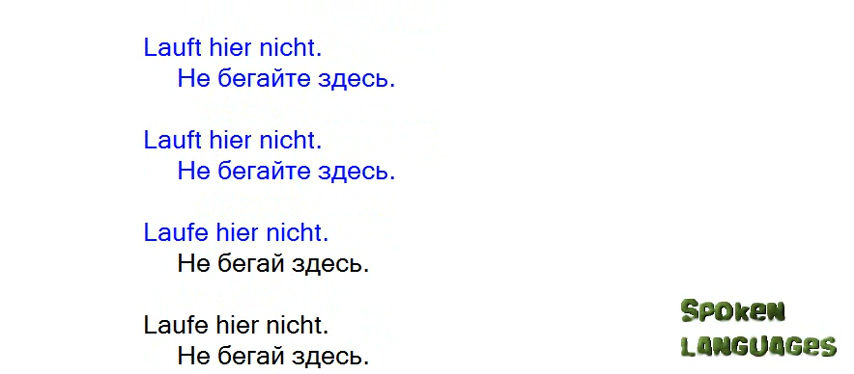 Lauft hier nicht.
Не бегайте здесь.
Lauft hier nicht.
Не бегайте здесь.
Laufe hier nicht.
Не бегай здесь.
Laufe hier nicht.
Не бегай здесь.
SPOKEN
LANGUAGES